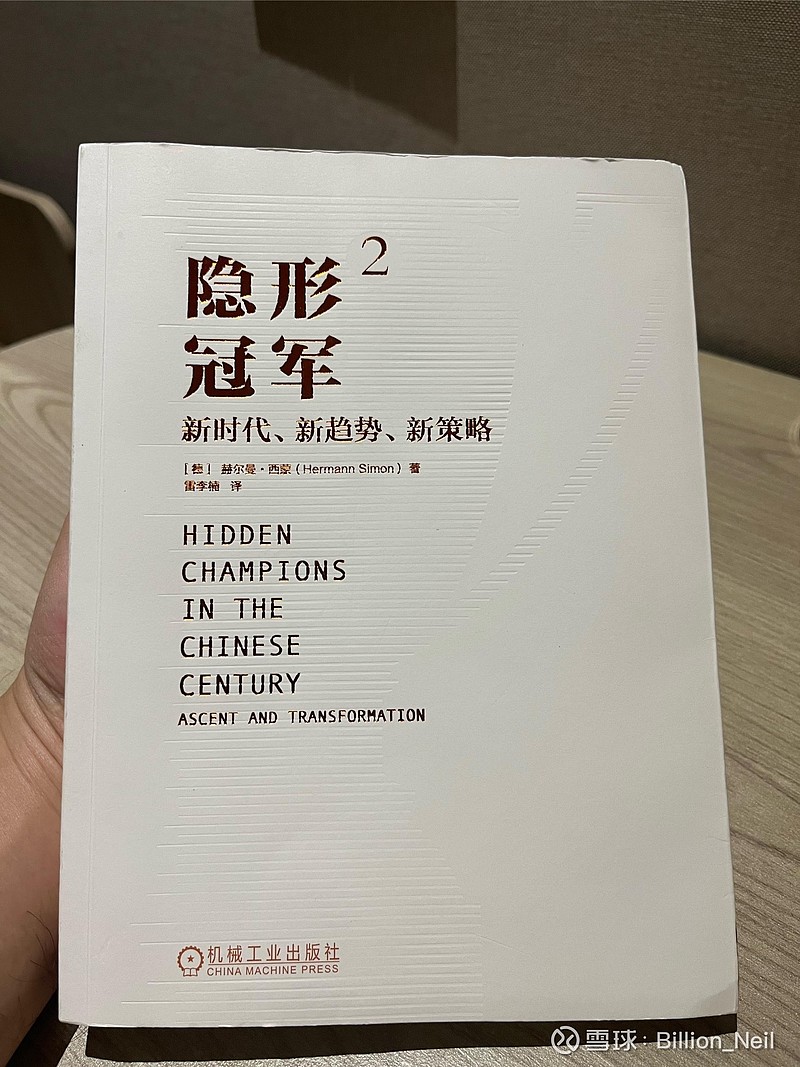 隐形2
冠军
新时代、新趋势、新策略
[德] 赫尔曼·西蒙（Hermann Simon）著
雷李楠 译
HIDDEN
CHAMPIONS
IN THE
CHINESE
CENTURY
ASCENT AND TRANSFORMATION
机械工业出版社
CHINA MACHINE PRESS
雪球：Billion_Neil